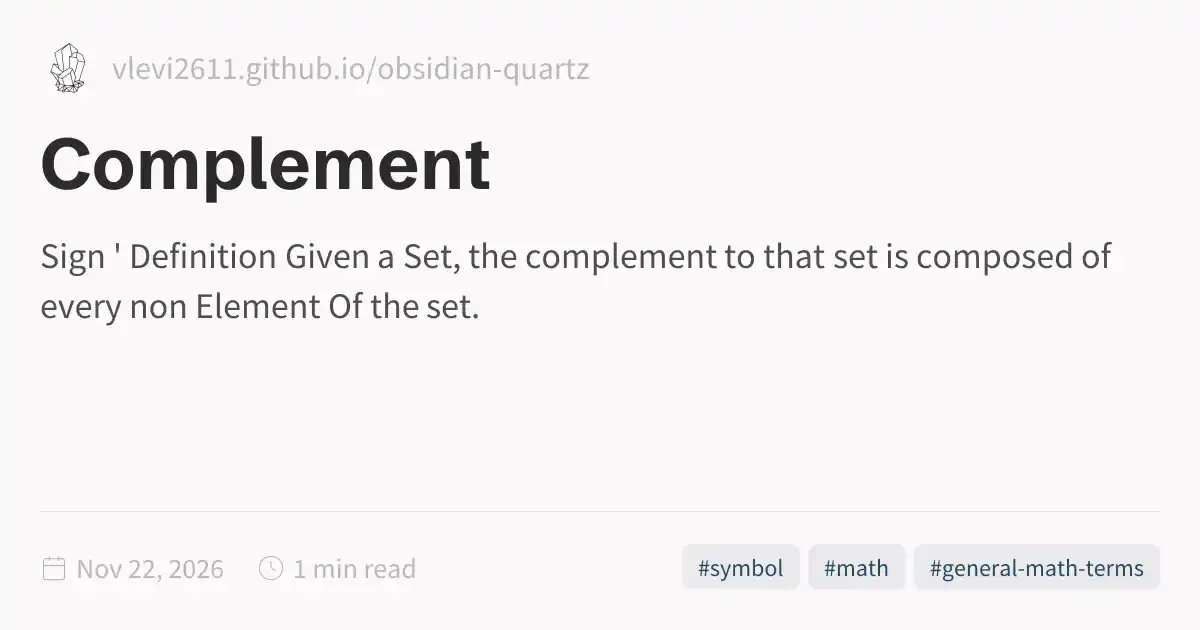 vlevi2611.github.io/obsidian-quartz
Complement
Sign ' Definition Given a Set, the complement to that set is composed of
every non Element Of the set.
Nov 22, 2026 1 min read #symbol #math #general-math-terms